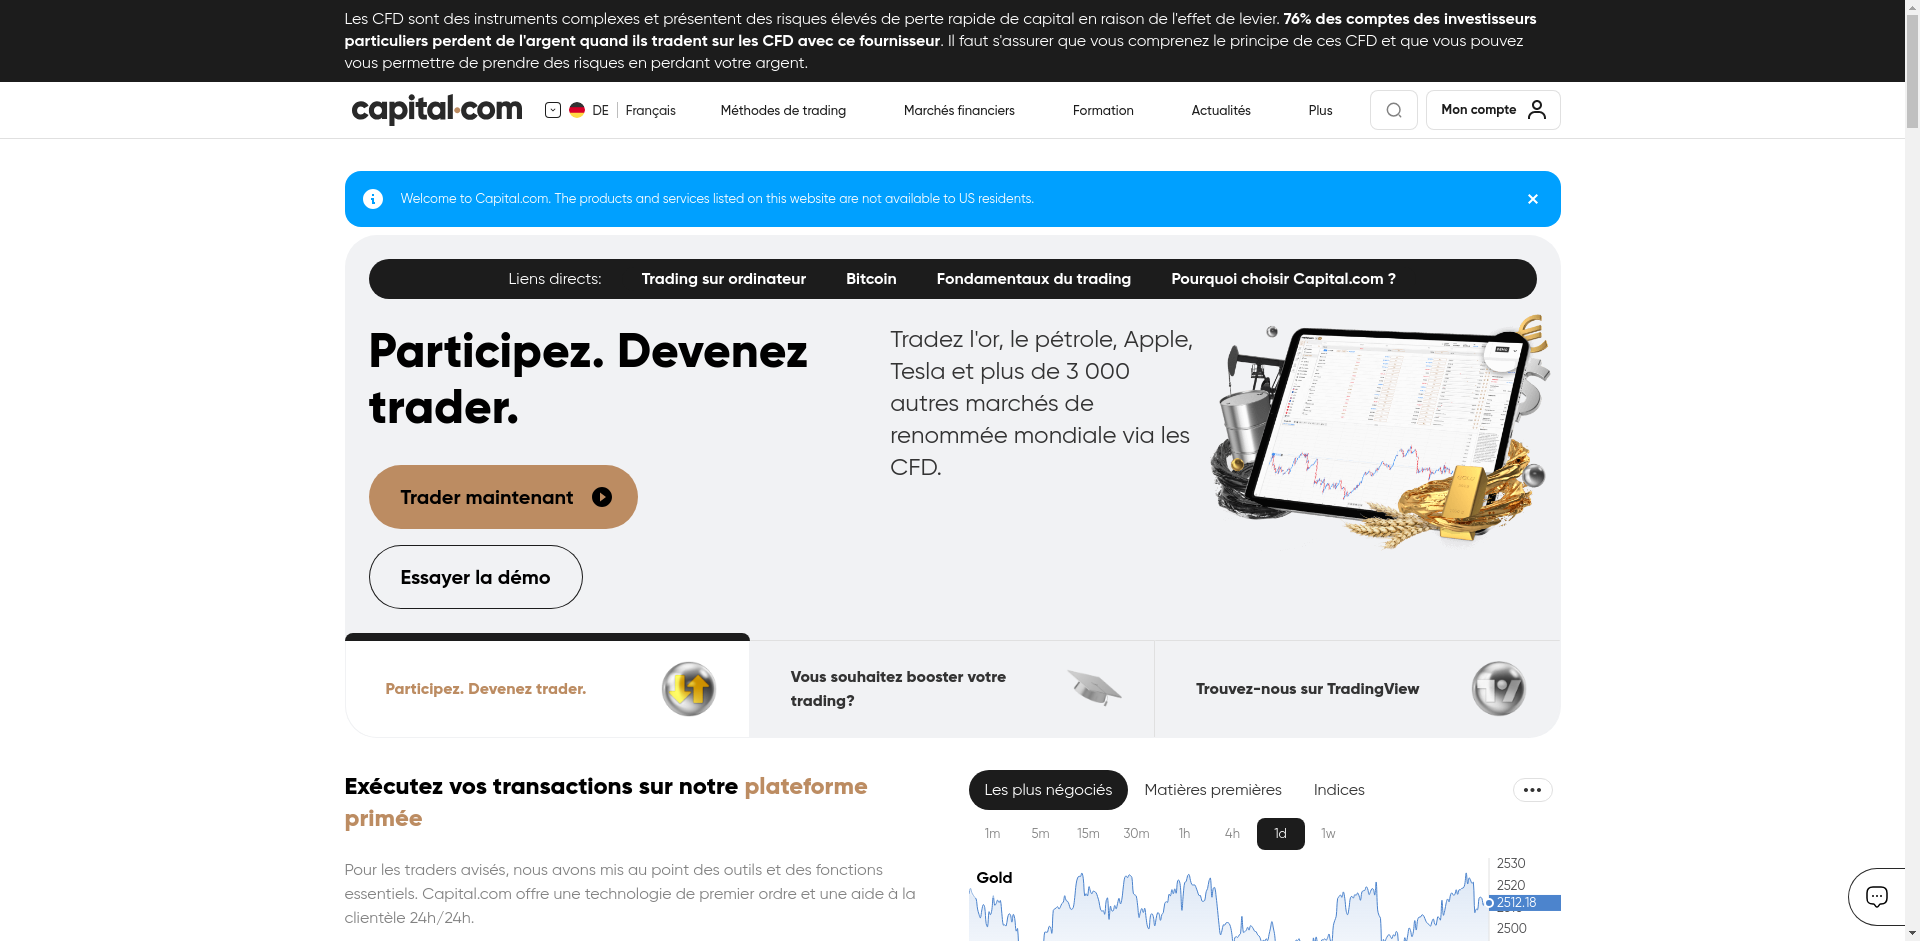 Les CFD sont des instruments complexes et présentent des risques élevés de perte rapide de capital en raison de l'effet de levier. 76% des comptes des investisseurs
particuliers perdent de l'argent quand ils tradent sur les CFD avec ce fournisseur. Il faut s'assurer que vous comprenez le principe de ces CFD et que vous pouvez
vous permettre de prendre des risques en perdant votre argent.
capital.com
DE
Français
Méthodes de trading
Marchés financiers
Formation
Actualités
Plus
Mon compte
Welcome to Capital.com. The products and services listed on this website are not available to US residents.
Liens directs:
Trading sur ordinateur
Bitcoin
Fondamentaux du trading
Pourquoi choisir Capital.com ?
Participez. Devenez
trader.
Trader maintenant
Essayer la démo
Tradez l'or, le pétrole, Apple,
Tesla et plus de 3 000
autres marchés de
renommée mondiale via les
CFD.
Participez. Devenez trader.
Vous souhaitez booster votre
trading?
Trouvez-nous sur TradingView
Exécutez vos transactions sur notre plateforme
primée
Pour les traders avisés, nous avons mis au point des outils et des fonctions
essentiels. Capital.com offre une technologie de premier ordre et une aide à la
clientèle 24h/24h.
Les plus négociés
Matières premières
Indices
1m
5m
15m
30m
1h
4h
1d
1w
Gold
2530
2520
2512.18
2500